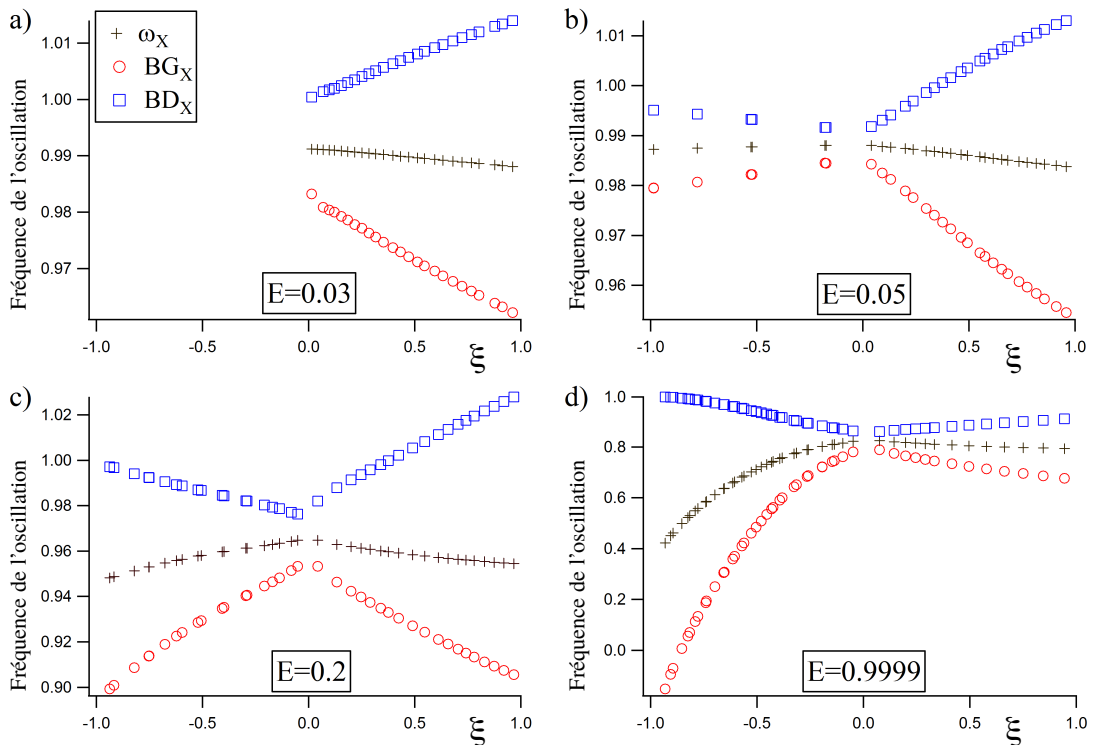 a)
ω_X
BG_X
BD_X
Fréquence de l'oscillation
1.01
1.00
0.99
0.98
0.97
E=0.03
-1.0 -0.5 0.0 0.5 1.0
ξ
b)
Fréquence de l'oscillation
1.01
1.00
0.99
0.98
0.97
0.96
E=0.05
-1.0 -0.5 0.0 0.5 1.0
ξ
c)
Fréquence de l'oscillation
1.02
1.00
0.98
0.96
0.94
0.92
0.90
E=0.2
-1.0 -0.5 0.0 0.5 1.0
ξ
d)
Fréquence de l'oscillation
1.0
0.8
0.6
0.4
0.2
0.0
E=0.9999
-1.0 -0.5 0.0 0.5 1.0
ξ